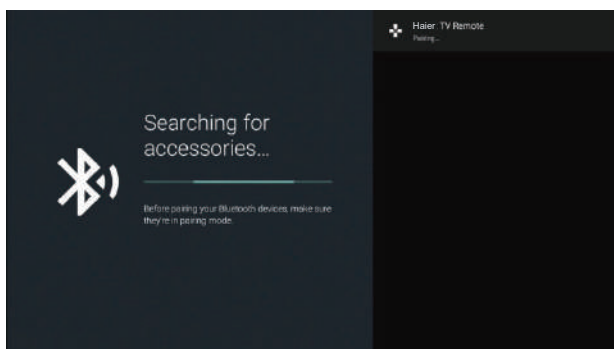 Searching for
accessories...
Before pairing your Bluetooth devices, make sure
they're in pairing mode.
Haier TV Remote
Pairing...